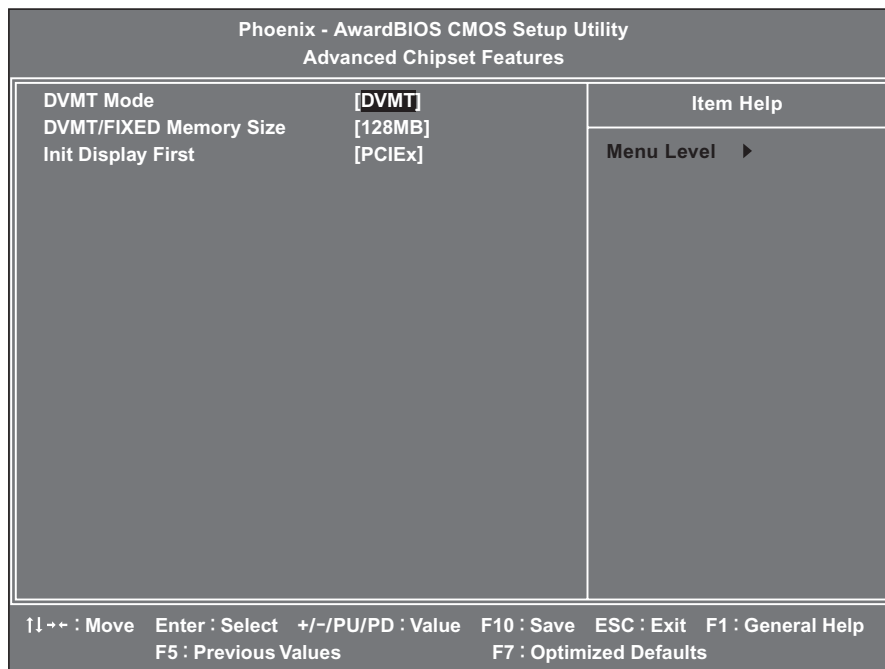 Phoenix - AwardBIOS CMOS Setup Utility
Advanced Chipset Features
DVMT Mode [DVMT]
DVMT/FIXED Memory Size [128MB]
Init Display First [PCIEx]
Item Help
Menu Level ▶
↑↓→← : Move Enter : Select +/-/PU/PD : Value F10 : Save ESC : Exit F1 : General Help
F5 : Previous Values F7 : Optimized Defaults